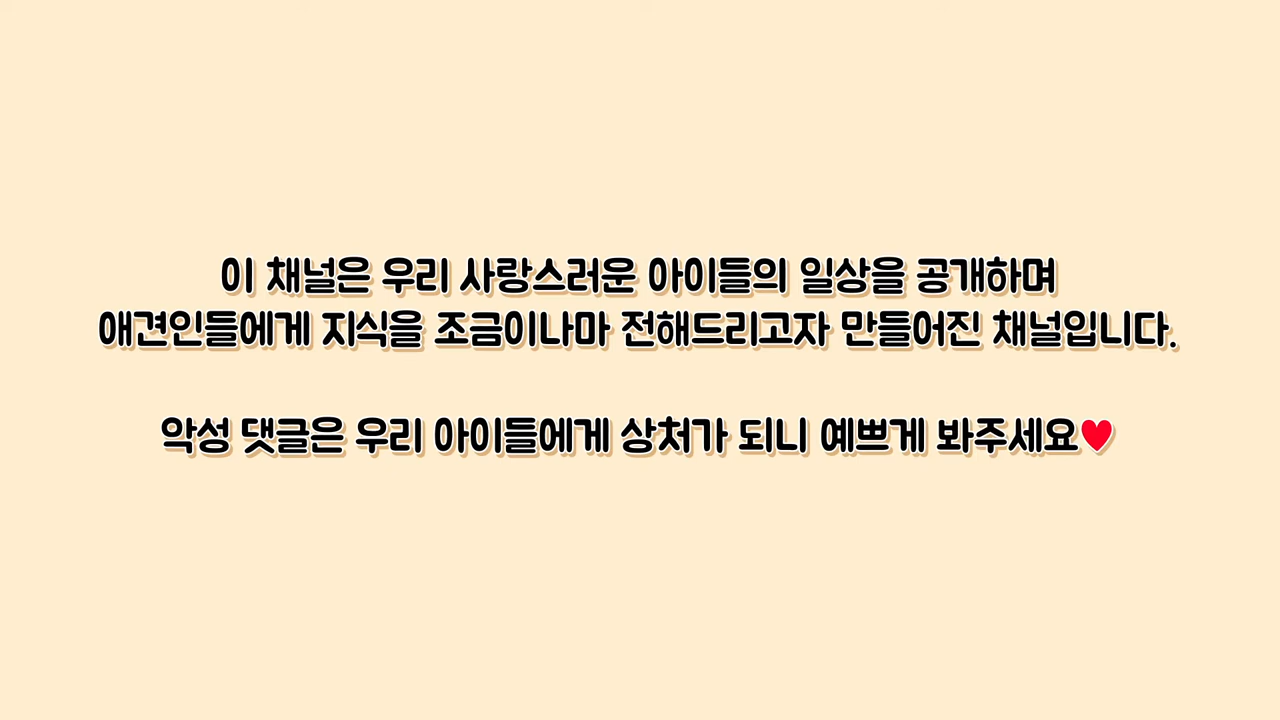 이 채널은 우리 사랑스러운 아이들의 일상을 공개하며
애견인들에게 지식을 조금이나마 전해드리고자 만들어진 채널입니다.
악성 댓글은 우리 아이들에게 상처가 되니 예쁘게 봐주세요♥